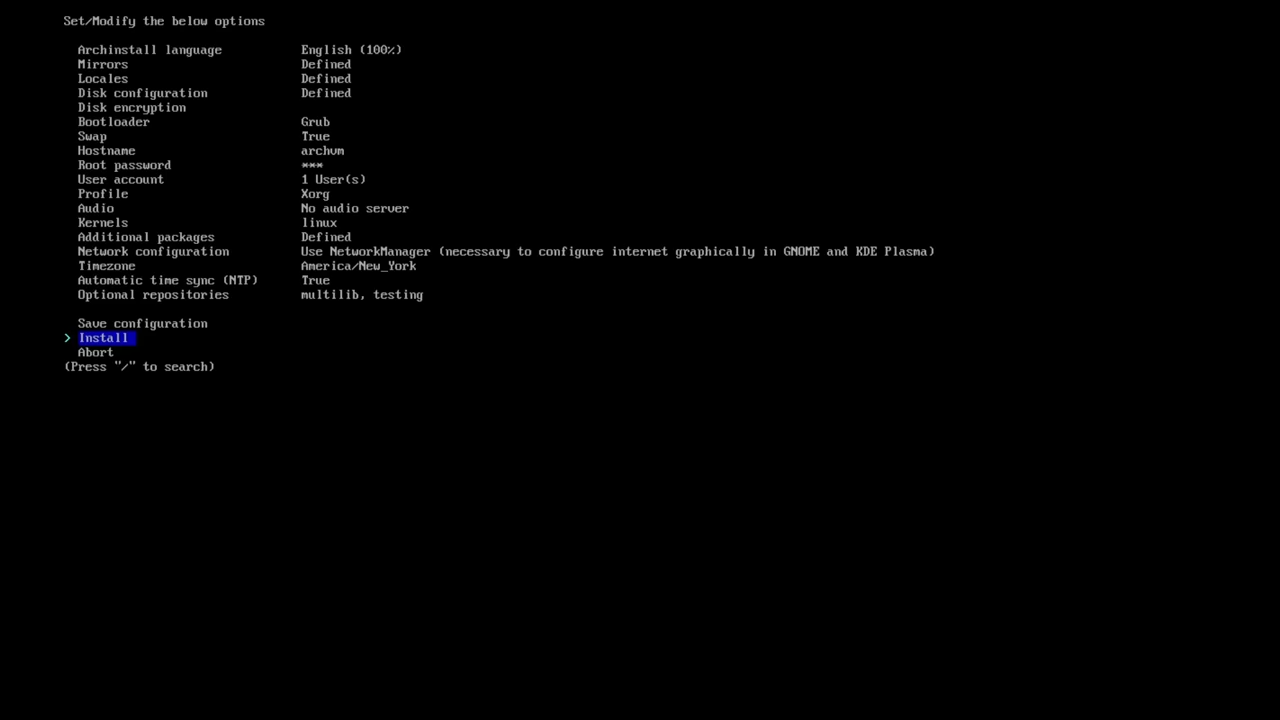 Set/Modify the below options
Archinstall language English (100%)
Mirrors Defined
Locales Defined
Disk configuration Defined
Disk encryption
Bootloader Grub
Swap True
Hostname archvm
Root password ***
User account 1 User(s)
Profile Xorg
Audio No audio server
Kernels linux
Additional packages Defined
Network configuration Use NetworkManager (necessary to configure internet graphically in GNOME and KDE Plasma)
Timezone America/New_York
Automatic time sync (NTP) True
Optional repositories multilib, testing
Save configuration
> Install
Abort
(Press "/" to search)